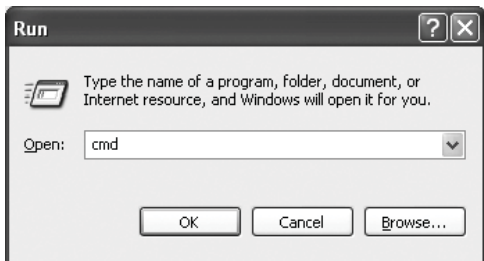 Run
Type the name of a program, folder, document, or
Internet resource, and Windows will open it for you.
Open: cmd
OK Cancel Browse...